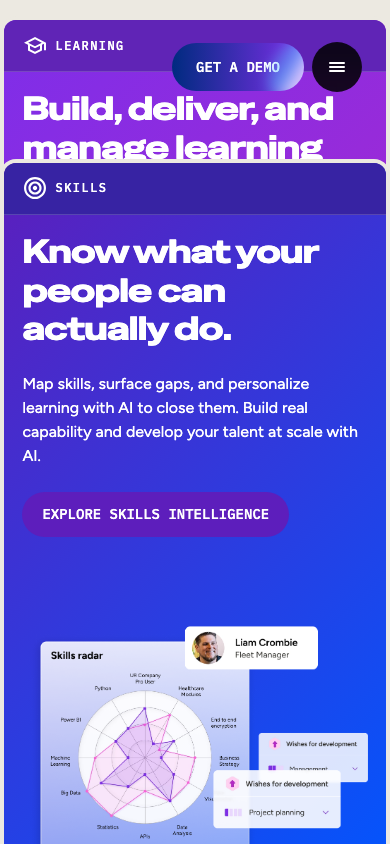 LEARNING
GET A DEMO
Build, deliver, and
manage learning
SKILLS
Know what your
people can
actually do.
Map skills, surface gaps, and personalize
learning with AI to close them. Build real
capability and develop your talent at scale with
AI.
EXPLORE SKILLS INTELLIGENCE
Liam Crombie
Fleet Manager
Skills radar
UX Company
Pro User
Python
Healthcare
Modules
Power BI
End to end
encryption
Machine
Learning
Business
Strategy
Big Data
Statistics
APIs
Data
Analysis
Wishes for development
Management
Wishes for development
Project planning